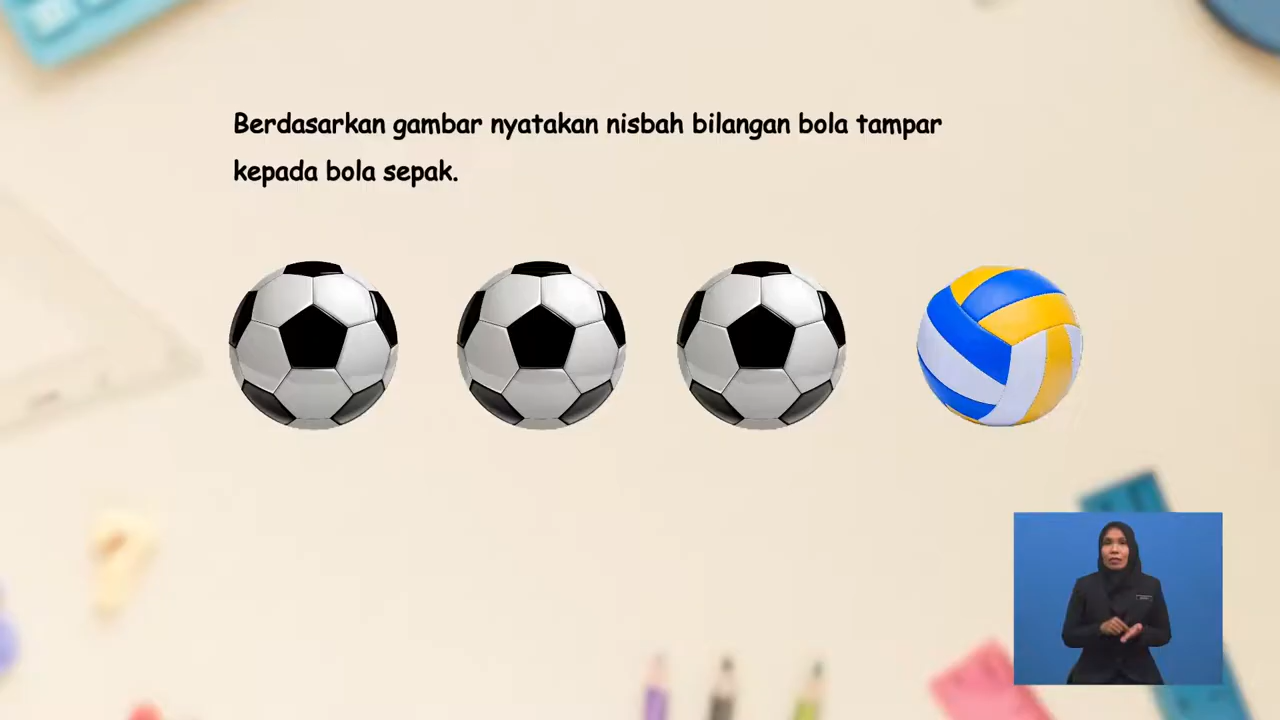 Berdasarkan gambar nyatakan nisbah bilangan bola tampar
kepada bola sepak.